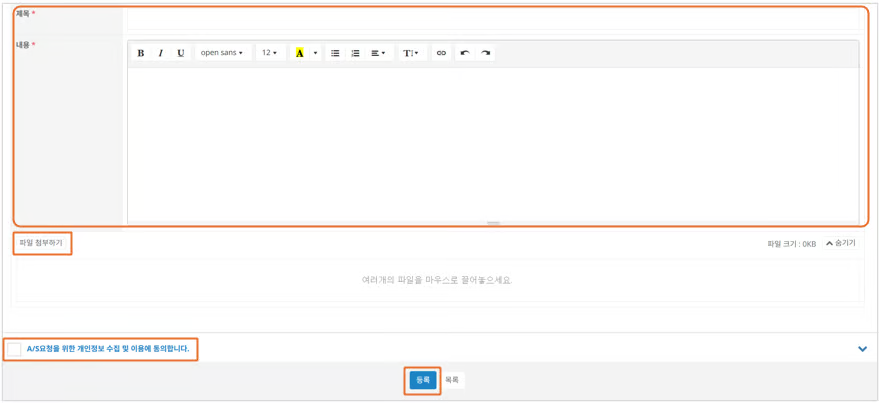 제목 *
내용 *
B I U open sans 12 A T
파일 첨부하기
파일 크기 : 0KB 숨기기
여러개의 파일을 마우스로 끌어놓으세요.
A/S요청을 위한 개인정보 수집 및 이용에 동의합니다.
등록 목록